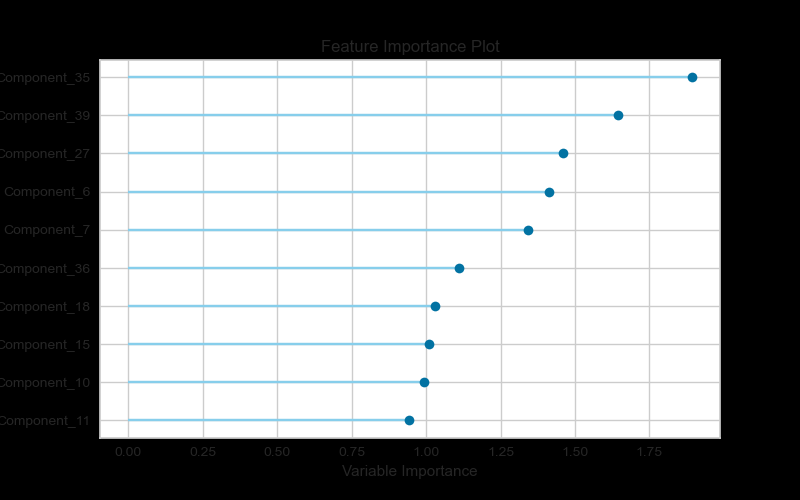 Feature Importance Plot
Component_35
Component_39
Component_27
Component_6
Component_7
Component_36
Component_18
Component_15
Component_10
Component_11
0.00 0.25 0.50 0.75 1.00 1.25 1.50 1.75
Variable Importance